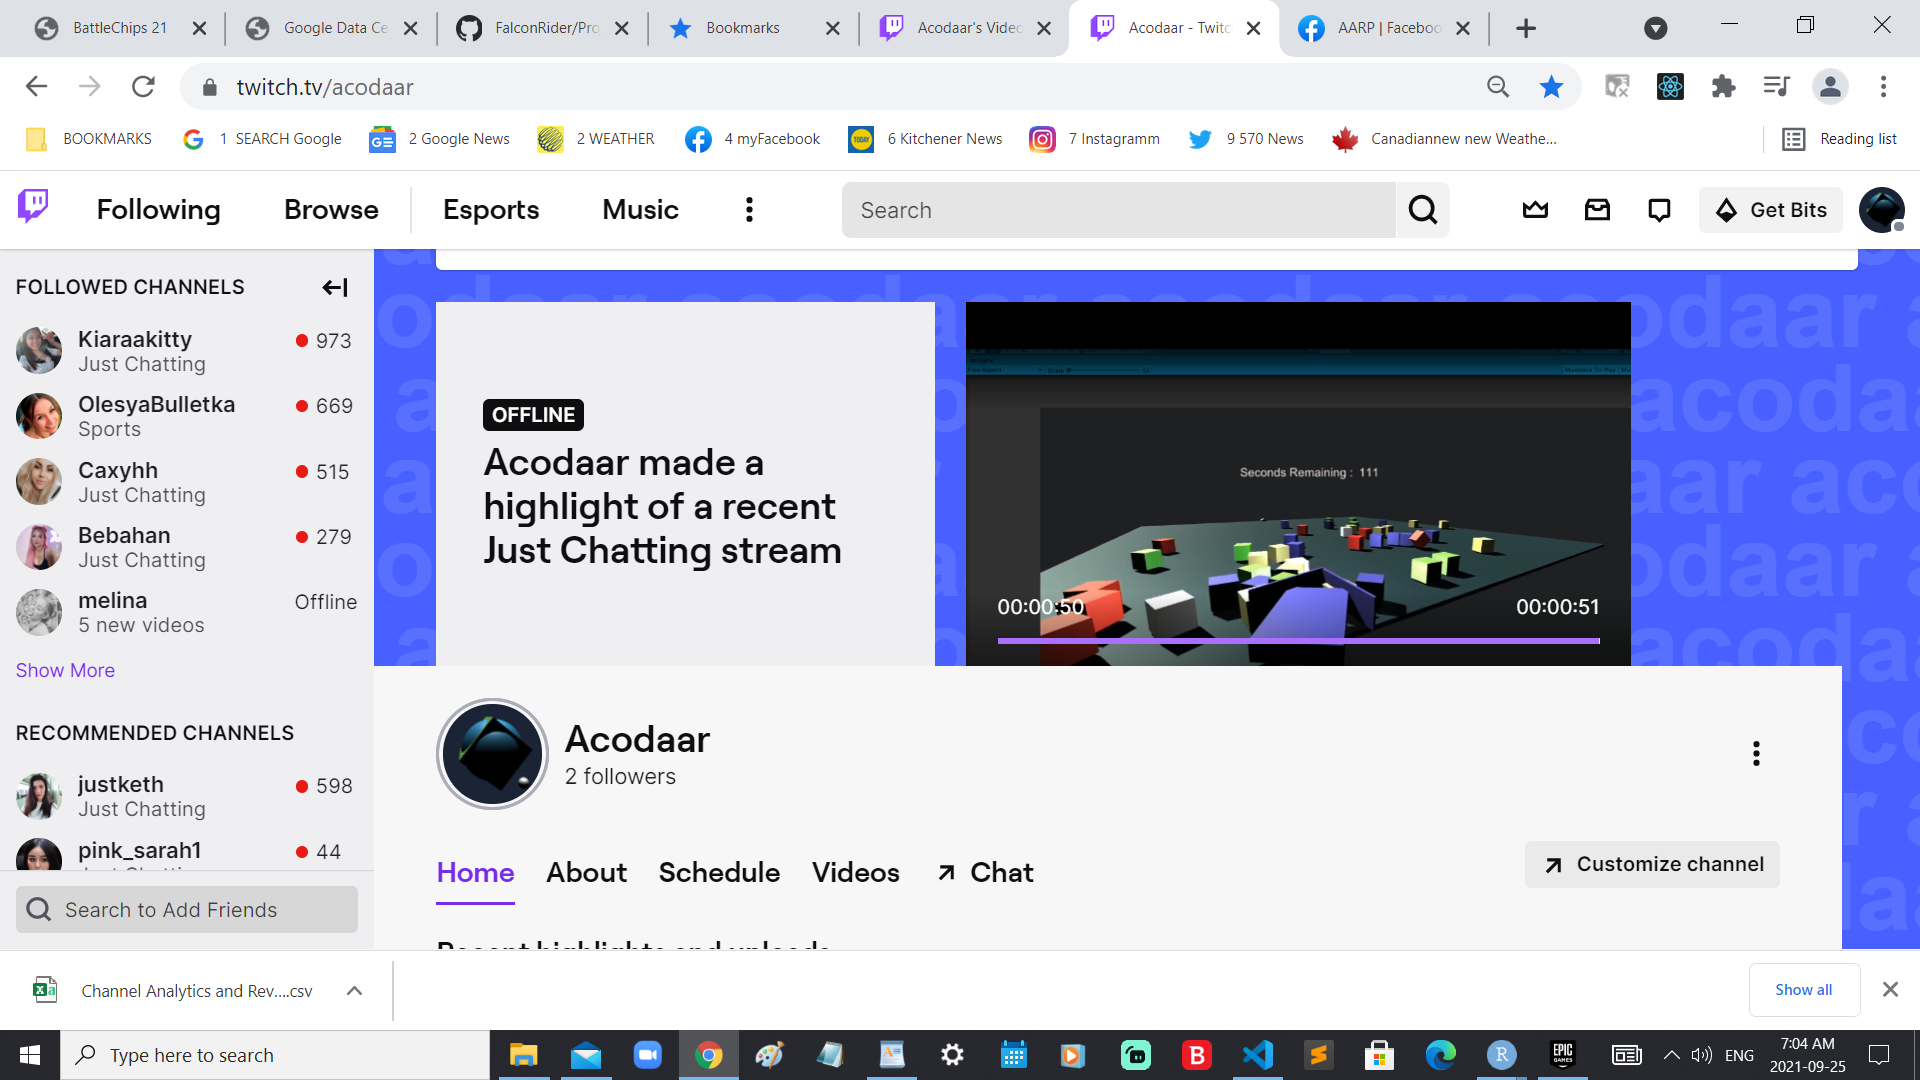 BattleChips 21
Google Data Ce
FalconRider/Pro
Bookmarks
Acodaar's Video
Acodaar - Twitc
AARP | Faceboo
twitch.tv/acodaar
BOOKMARKS
1 SEARCH Google
2 Google News
2 WEATHER
4 myFacebook
6 Kitchener News
7 Instagramm
9 570 News
Canadiannew new Weathe...
Reading list
Following
Browse
Esports
Music
Search
Get Bits
FOLLOWED CHANNELS
Kiaraakitty
973
Just Chatting
OlesyaBulletka
669
Sports
Caxyhh
515
Just Chatting
Bebahan
279
Just Chatting
melina
Offline
5 new videos
Show More
RECOMMENDED CHANNELS
justketh
598
Just Chatting
pink_sarah1
44
Search to Add Friends
OFFLINE
Acodaar made a
highlight of a recent
Just Chatting stream
Seconds Remaining : 111
00:00:50
00:00:51
Acodaar
2 followers
Home
About
Schedule
Videos
Chat
Customize channel
Recent highlights and uploads
Channel Analytics and Rev....csv
Show all
Type here to search
ENG
7:04 AM
2021-09-25